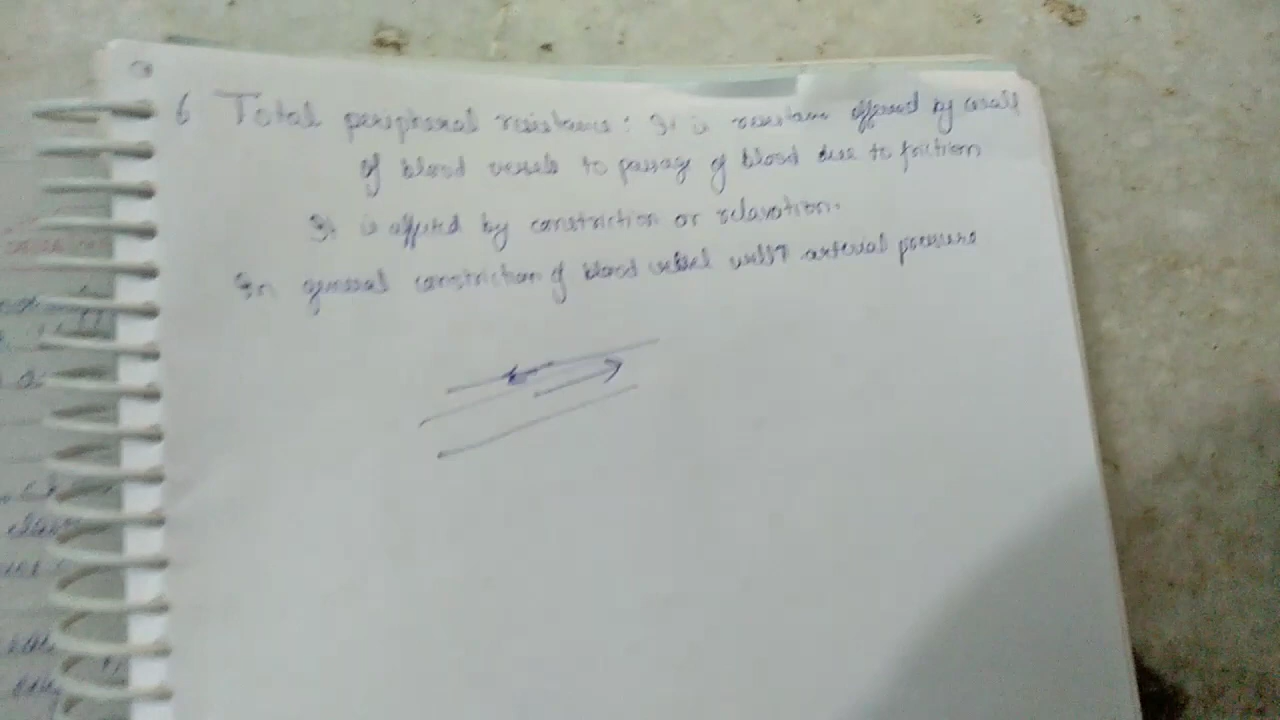 6 Total peripheral resistance: It is resistance offered by wall
of blood vessels to passage of blood due to friction
It is affected by constriction or relaxation.
In general constriction of blood vessel will ↑ arterial pressure